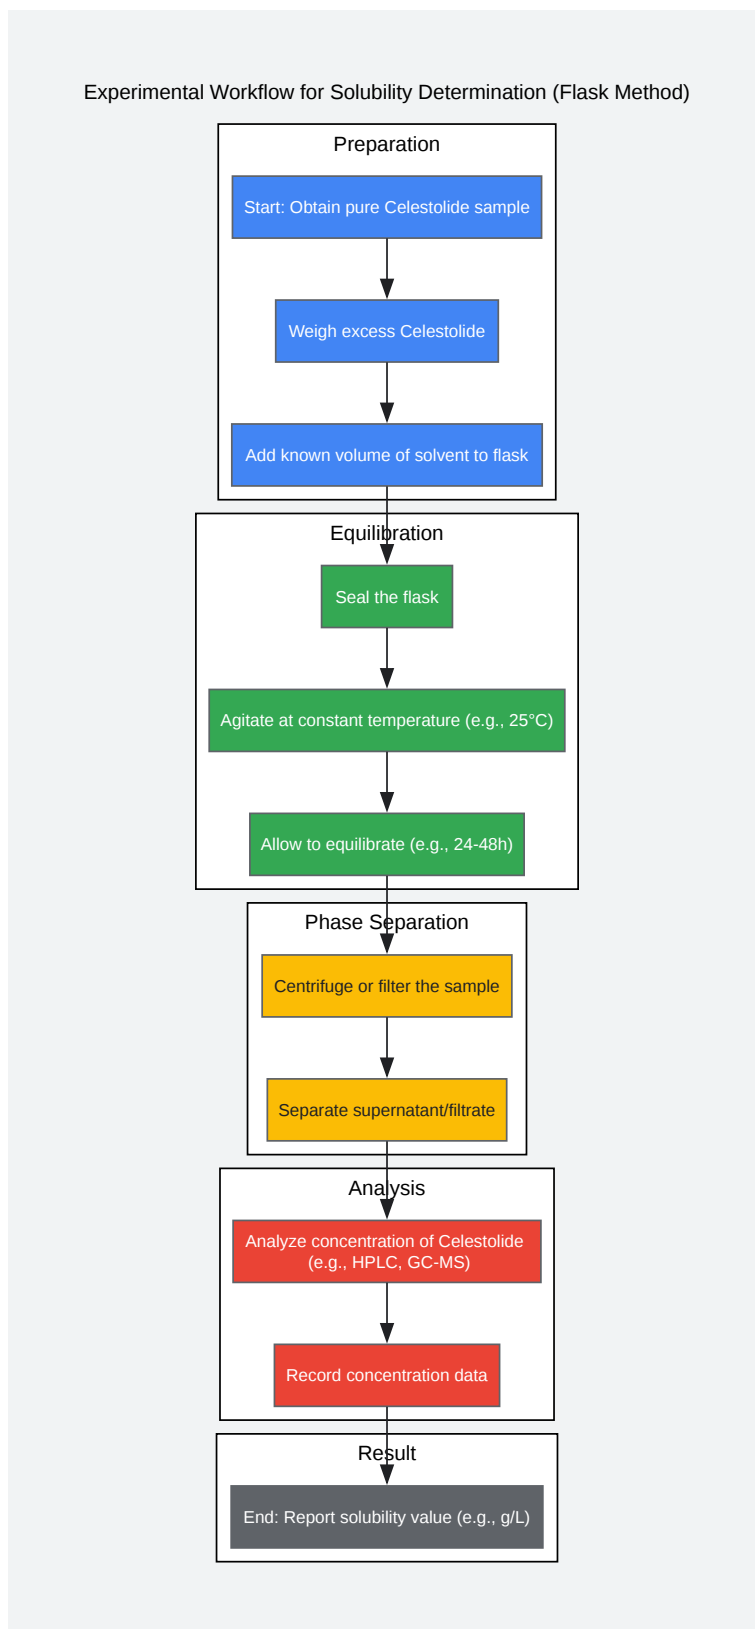 Experimental Workflow for Solubility Determination (Flask Method)
Preparation
Start: Obtain pure Celestolide sample
Weigh excess Celestolide
Add known volume of solvent to flask
Equilibration
Seal the flask
Agitate at constant temperature (e.g., 25°C)
Allow to equilibrate (e.g., 24-48h)
Phase Separation
Centrifuge or filter the sample
Separate supernatant/filtrate
Analysis
Analyze concentration of Celestolide
(e.g., HPLC, GC-MS)
Record concentration data
Result
End: Report solubility value (e.g., g/L)